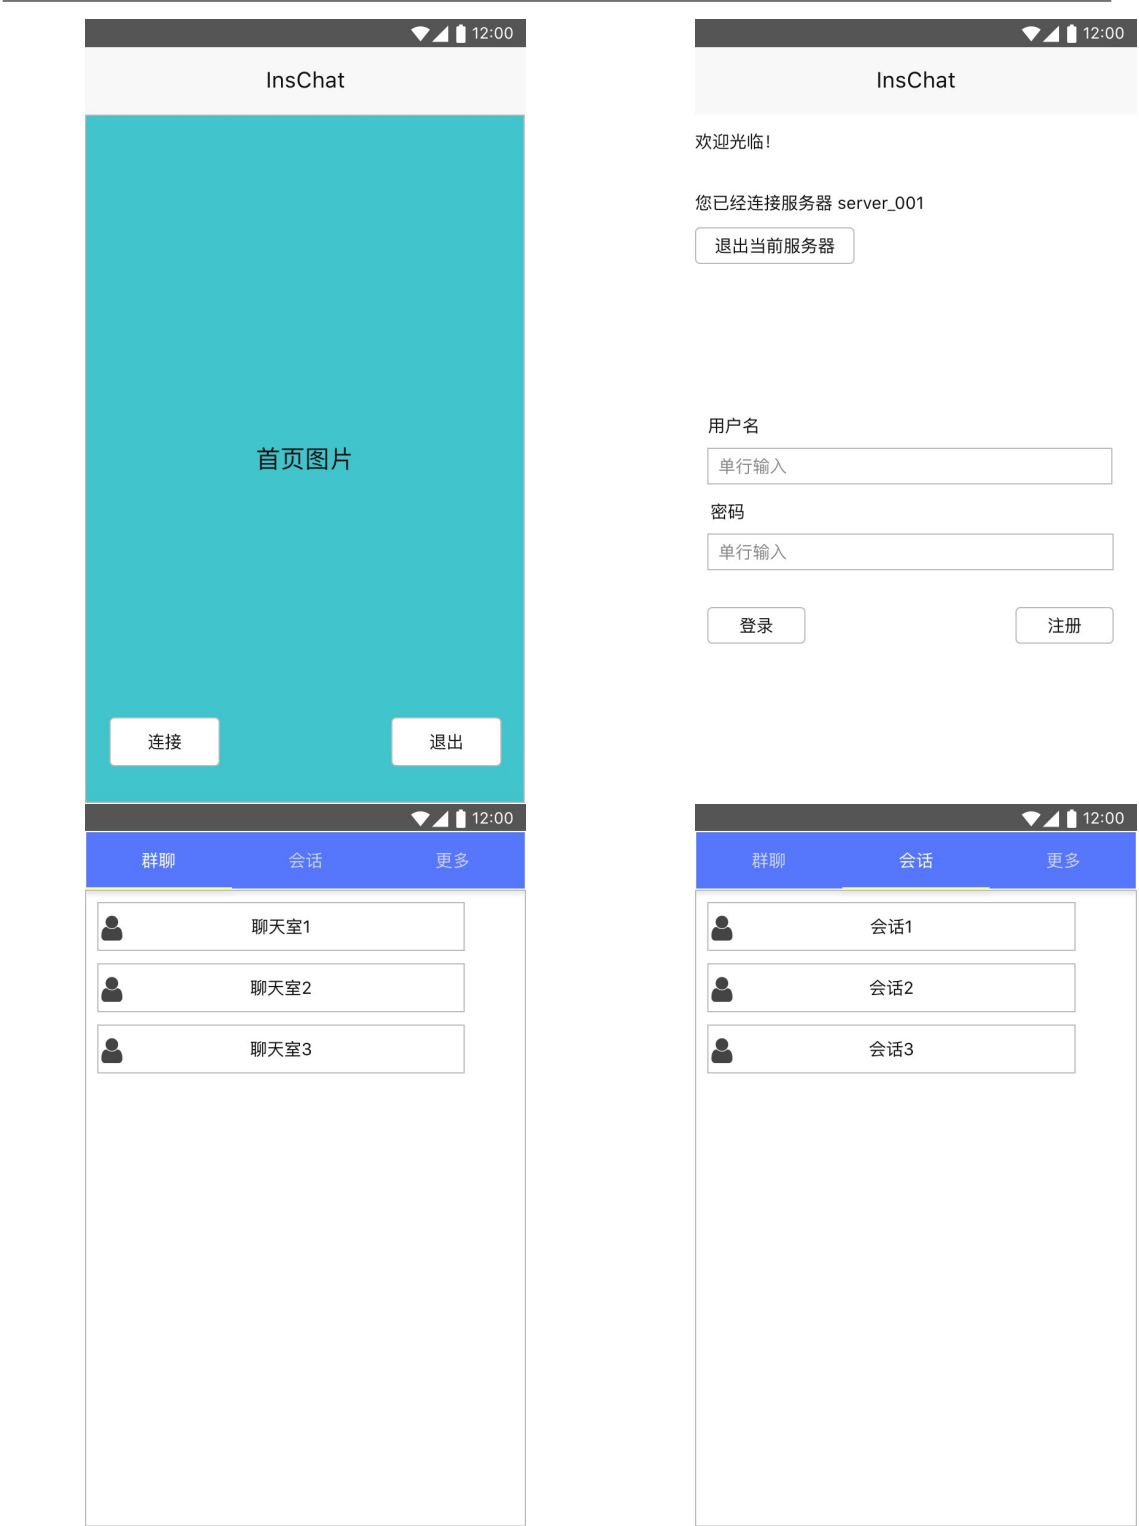 12:00
InsChat
首页图片
连接
退出
12:00
InsChat
欢迎光临！
您已经连接服务器 server_001
退出当前服务器
用户名
单行输入
密码
单行输入
登录
注册
12:00
群聊
会话
更多
聊天室1
聊天室2
聊天室3
12:00
群聊
会话
更多
会话1
会话2
会话3